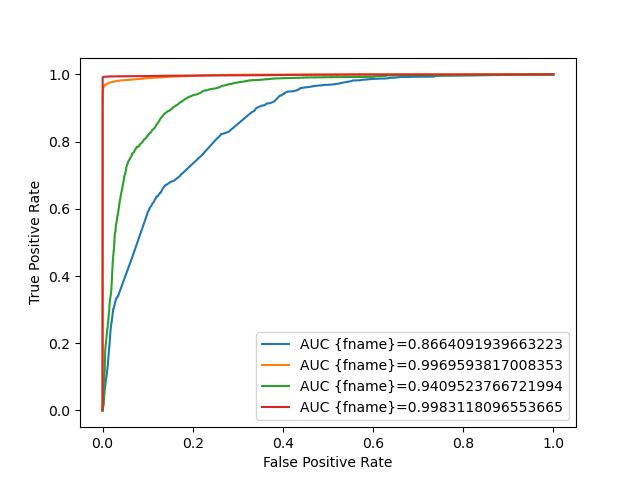 1.0
0.8
0.6
0.4
0.2
0.0
True Positive Rate
AUC {fname}=0.8664091939663223
AUC {fname}=0.9969593817008353
AUC {fname}=0.9409523766721994
AUC {fname}=0.9983118096553665
0.0 0.2 0.4 0.6 0.8 1.0
False Positive Rate